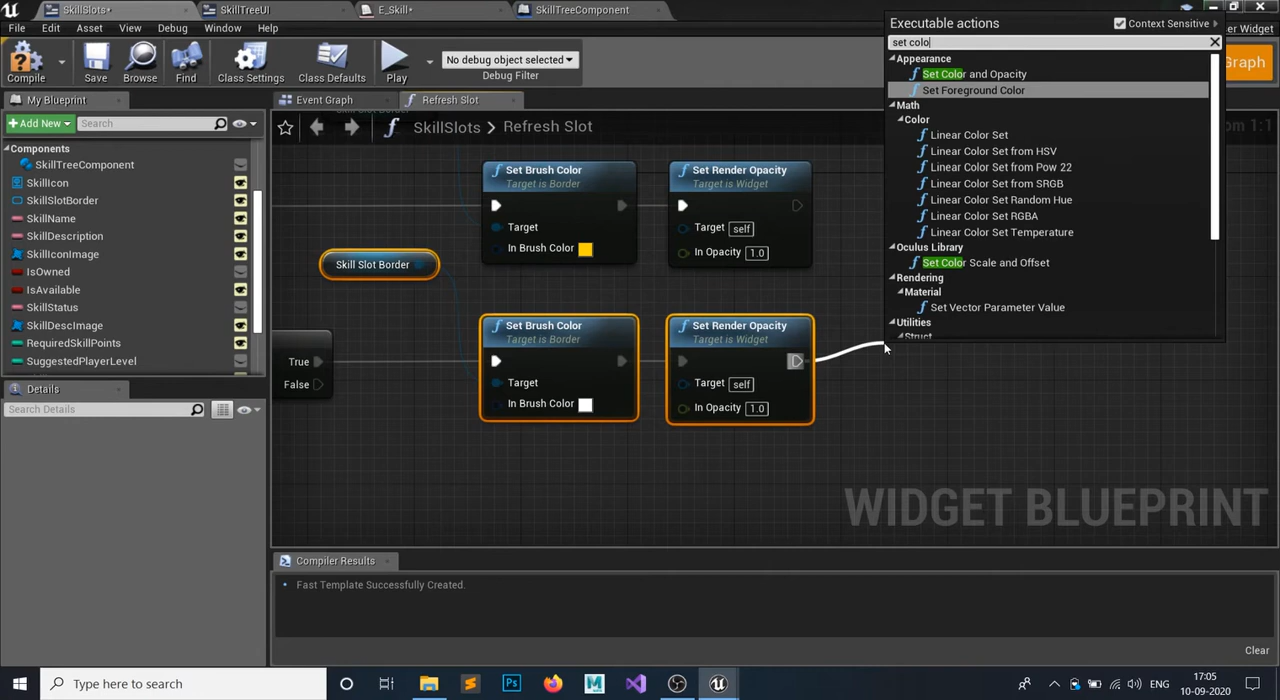 SkillSlots*
SkillTreeUI
E_Skill*
SkillTreeComponent
File Edit Asset View Window Debug Help
Compile
Save
Browse
Find
Class Settings
Class Defaults
Play
No debug object selected
Debug Filter
er Widget
Graph
Executable actions
Context Sensitive
set colo
Appearance
Set Color and Opacity
Set Foreground Color
Math
Color
Linear Color Set
Linear Color Set from HSV
Linear Color Set from Pow 22
Linear Color Set from SRGB
Linear Color Set Random Hue
Linear Color Set RGBA
Linear Color Set Temperature
Oculus Library
Set Color Scale and Offset
Rendering
Material
Set Vector Parameter Value
Utilities
Struct
My Blueprint
Add New
Search
Components
SkillTreeComponent
SkillIcon
SkillSlotBorder
SkillName
SkillDescription
SkillIconImage
IsOwned
IsAvailable
SkillStatus
SkillDescImage
RequiredSkillPoints
SuggestedPlayerLevel
Details
Search Details
Event Graph
Refresh Slot
SkillSlots > Refresh Slot
Set Brush Color
Target is Border
Target
In Brush Color
Set Render Opacity
Target is Widget
Target self
In Opacity 1.0
Skill Slot Border
True
False
Set Brush Color
Target is Border
Target
In Brush Color
Set Render Opacity
Target is Widget
Target self
In Opacity 1.0
WIDGET BLUEPRINT
Compiler Results
Fast Template Successfully Created.
Clear
Type here to search
ENG
17:05
10-09-2020